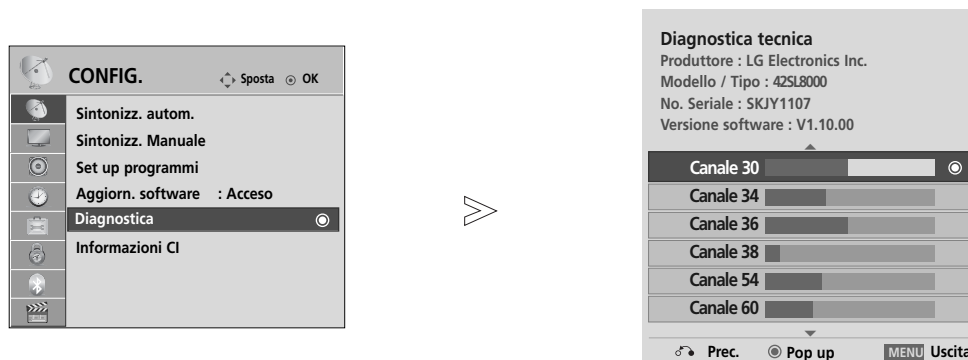 CONFIG.
Sposta OK
Sintonizz. autom.
Sintonizz. Manuale
Set up programmi
Aggiorn. software : Acceso
Diagnostica
Informazioni CI
Diagnostica tecnica
Produttore : LG Electronics Inc.
Modello / Tipo : 42SL8000
No. Seriale : SKJY1107
Versione software : V1.10.00
Canale 30
Canale 34
Canale 36
Canale 38
Canale 54
Canale 60
Prec. Pop up MENU Uscita